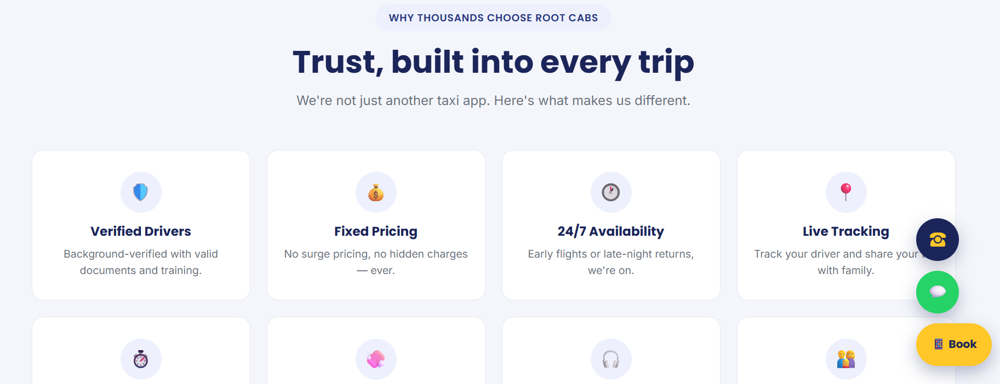 WHY THOUSANDS CHOOSE ROOT CABS
Trust, built into every trip
We're not just another taxi app. Here's what makes us different.
Verified Drivers
Background-verified with valid
documents and training.
Fixed Pricing
No surge pricing, no hidden charges
— ever.
24/7 Availability
Early flights or late-night returns,
we're on.
Live Tracking
Track your driver and share your
with family.
Book